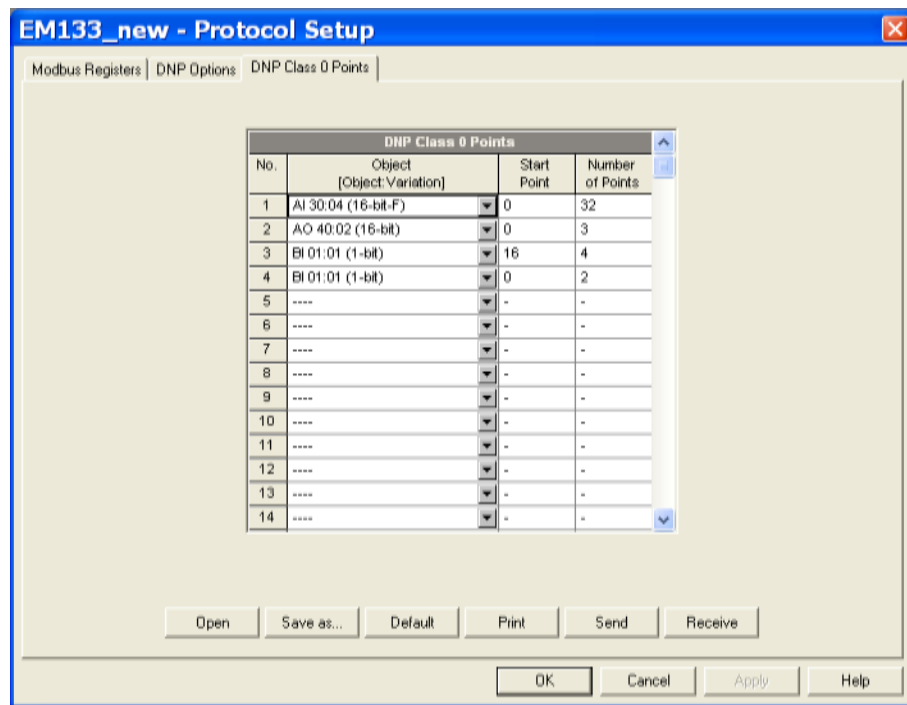 EM133_new - Protocol Setup
Modbus Registers DNP Options DNP Class 0 Points
DNP Class 0 Points
No. Object [Object:Variation] Start Point Number of Points
1 AI 30:04 (16-bit-F) 0 32
2 AO 40:02 (16-bit) 0 3
3 BI 01:01 (1-bit) 16 4
4 BI 01:01 (1-bit) 0 2
5 ---- - -
6 ---- - -
7 ---- - -
8 ---- - -
9 ---- - -
10 ---- - -
11 ---- - -
12 ---- - -
13 ---- - -
14 ---- - -
Open Save as... Default Print Send Receive
OK Cancel Apply Help